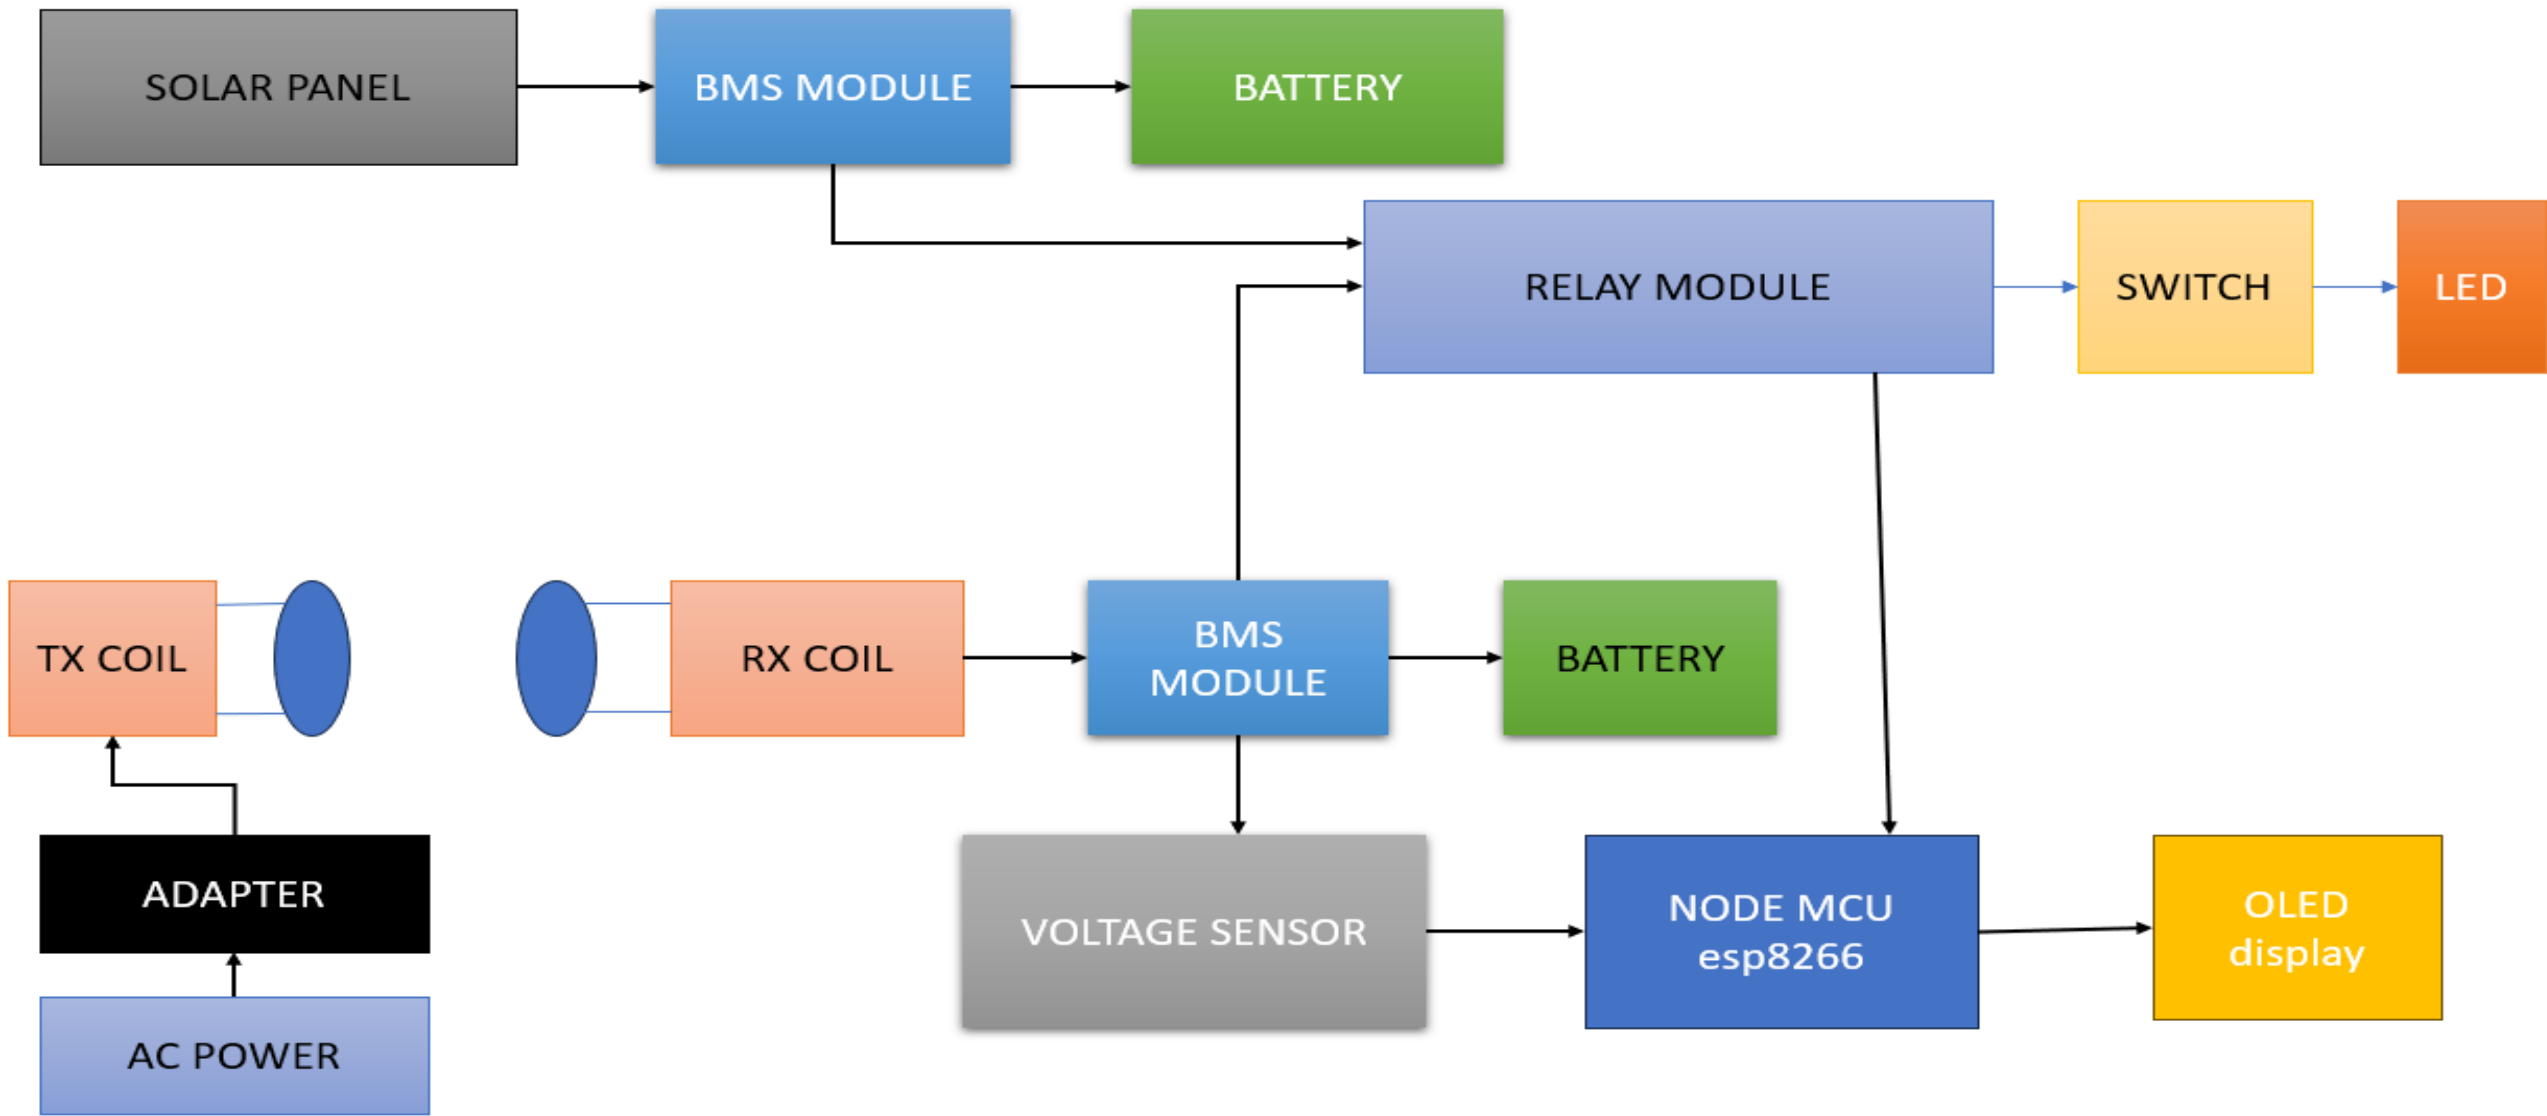 SOLAR PANEL
BMS MODULE
BATTERY
RELAY MODULE
SWITCH
LED
TX COIL
RX COIL
BMS
MODULE
BATTERY
ADAPTER
VOLTAGE SENSOR
NODE MCU
esp8266
OLED
display
AC POWER